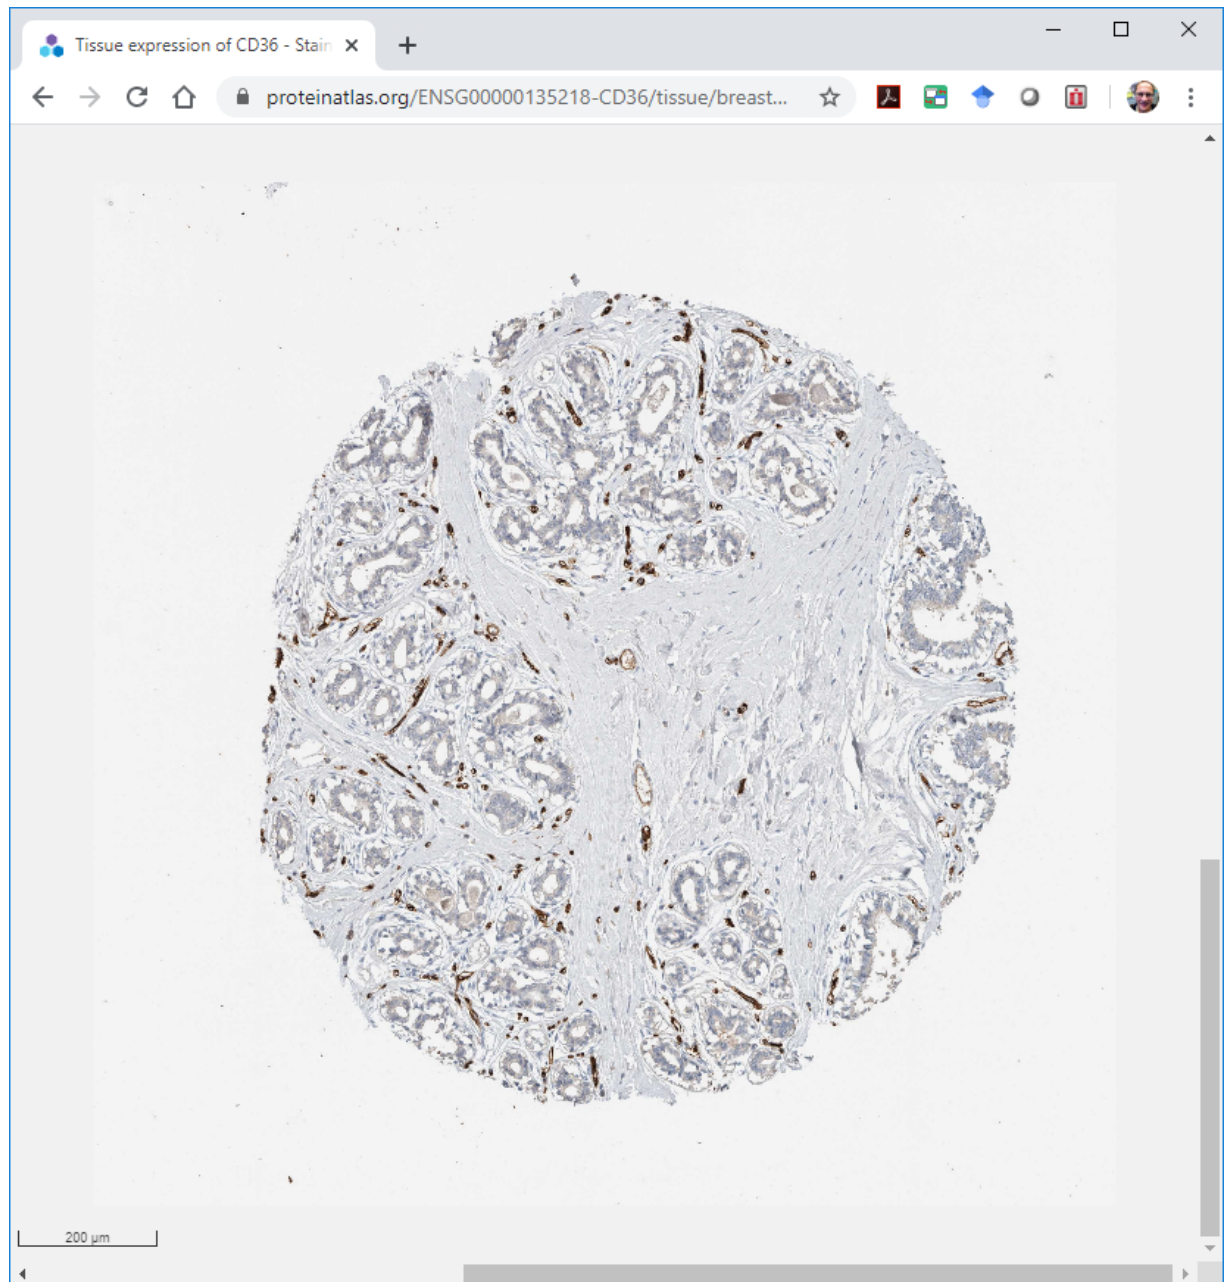 Tissue expression of CD36 - Stain
proteinatlas.org/ENSG00000135218-CD36/tissue/breast...
200 µm